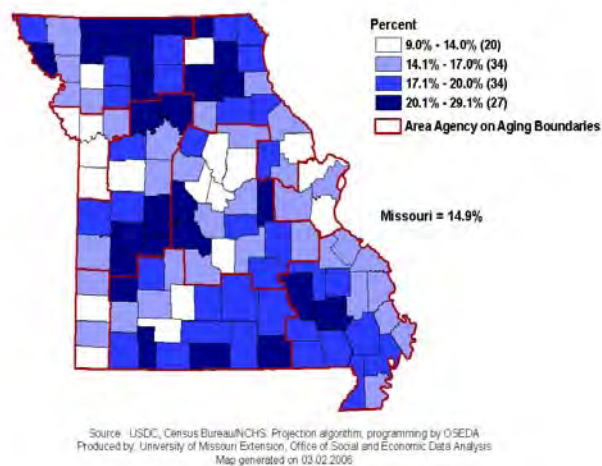 Percent
9.0% - 14.0% (20)
14.1% - 17.0% (34)
17.1% - 20.0% (34)
20.1% - 29.1% (27)
Area Agency on Aging Boundaries
Missouri = 14.9%
Source: USDC, Census Bureau/NCHS. Projection algorithm, programming by OSEDA
Produced by: University of Missouri Extension, Office of Social and Economic Data Analysis
Map generated on 03.02.2006